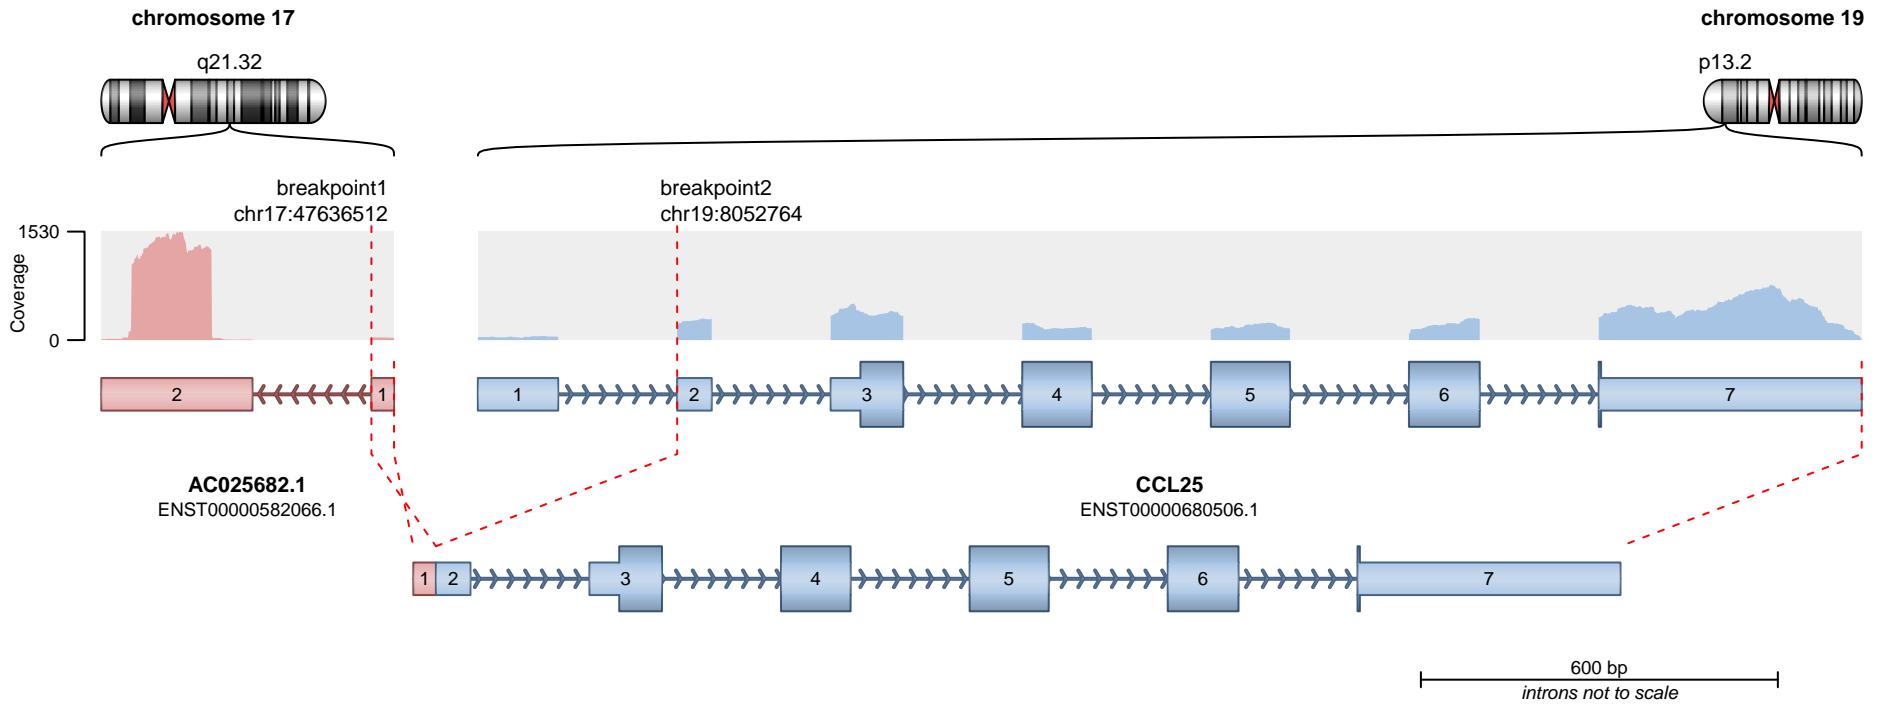 chromosome 17
chromosome 19
q21.32
p13.2
breakpoint1
chr17:47636512
breakpoint2
chr19:8052764
1530
Coverage
0
2
1
1
2
3
4
5
6
7
AC025682.1
ENST00000582066.1
CCL25
ENST00000680506.1
1
2
3
4
5
6
7
600 bp
introns not to scale